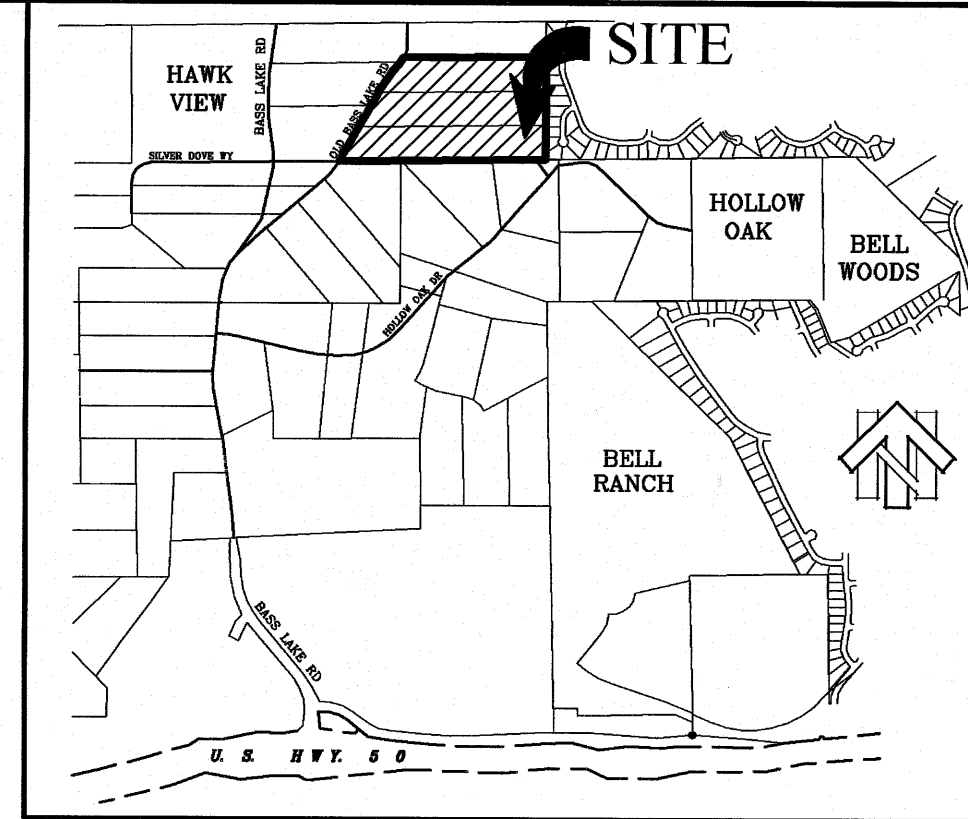 SITE
HAWK
VIEW
BASS LAKE RD
OLD BASS LAKE RD
SILVER DOVE WY
HOLLOW
OAK
BELL
WOODS
HOLLOW OAK DR
BELL
RANCH
BASS LAKE RD
U. S. HWY. 50